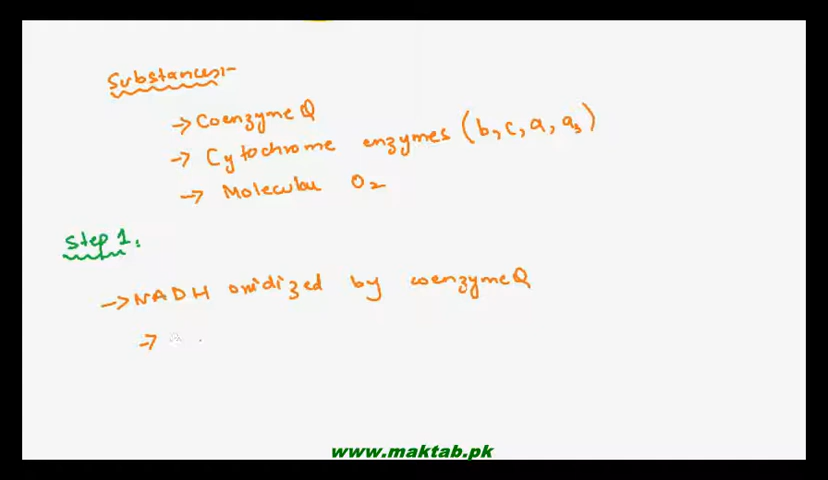 Substances:-
→ Coenzyme Q
→ Cytochrome enzymes (b, c, a, a3)
→ Molecular O2
Step 1:
→ NADH oxidized by coenzyme Q
→
www.maktab.pk